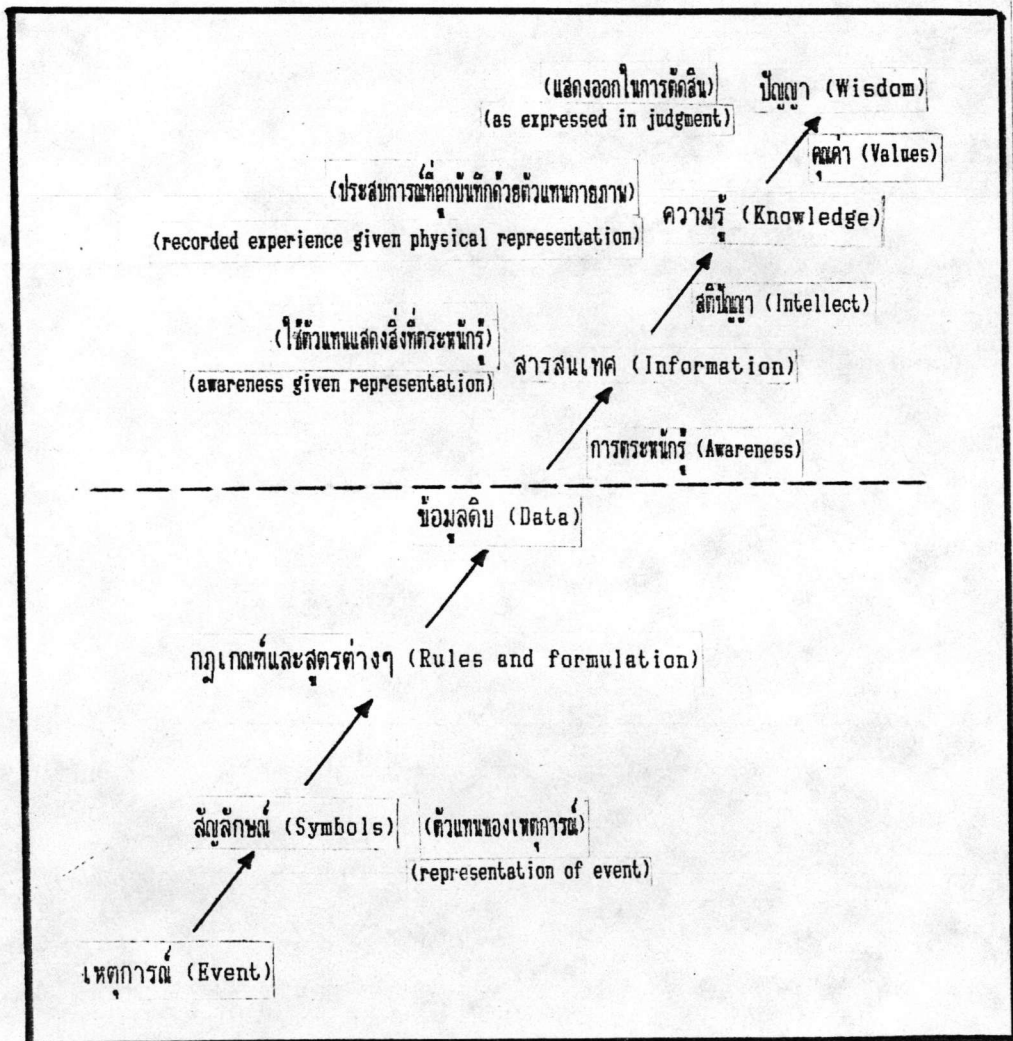 (แสดงออกในการตัดสิน) ปัญญา (Wisdom)
(as expressed in judgment)
คุณค่า (Values)
(ประสบการณ์ที่ถูกบันทึกด้วยตัวแทนกายภาพ)
ความรู้ (Knowledge)
(recorded experience given physical representation)
สติปัญญา (Intellect)
(ใช้ตัวแทนแสดงสิ่งที่ตระหนักรู้)
สารสนเทศ (Information)
(awareness given representation)
การตระหนักรู้ (Awareness)
ข้อมูลดิบ (Data)
กฎเกณฑ์และสูตรต่างๆ (Rules and formulation)
สัญลักษณ์ (Symbols) (ตัวแทนของเหตุการณ์)
(representation of event)
เหตุการณ์ (Event)